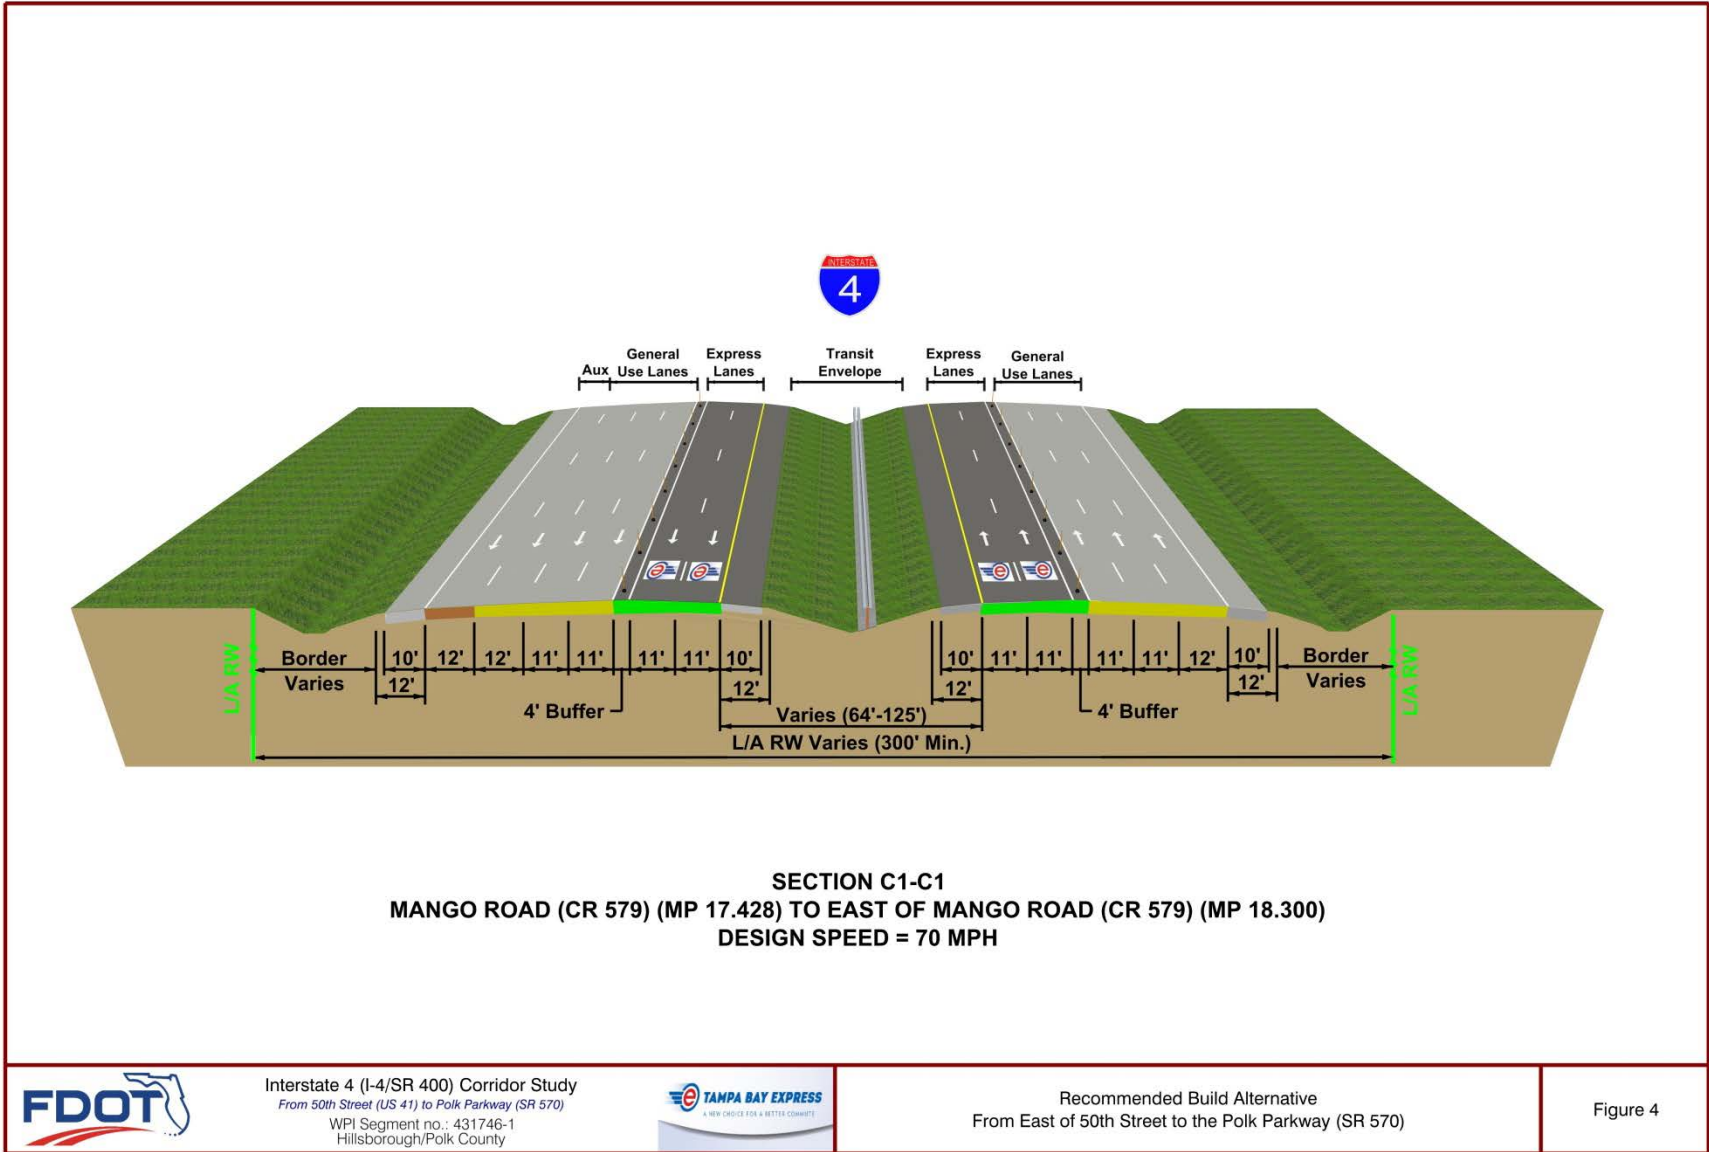 INTERSTATE
4
General
Express
Transit
Express
General
Aux
Use Lanes
Lanes
Envelope
Lanes
Use Lanes
e e
e e
L/A RW
Border
Varies
10' 12' 12' 11' 11' 11' 11' 10'
12'
12'
4' Buffer
10' 11' 11' 11' 11' 12' 10'
12'
12'
4' Buffer
Border
Varies
L/A RW
Varies (64'-125')
L/A RW Varies (300' Min.)
SECTION C1-C1
MANGO ROAD (CR 579) (MP 17.428) TO EAST OF MANGO ROAD (CR 579) (MP 18.300)
DESIGN SPEED = 70 MPH
FDOT
Interstate 4 (I-4/SR 400) Corridor Study
From 50th Street (US 41) to Polk Parkway (SR 570)
WPI Segment no.: 431746-1
Hillsborough/Polk County
e TAMPA BAY EXPRESS
A NEW CHOICE FOR A BETTER COMMUTE
Recommended Build Alternative
From East of 50th Street to the Polk Parkway (SR 570)
Figure 4